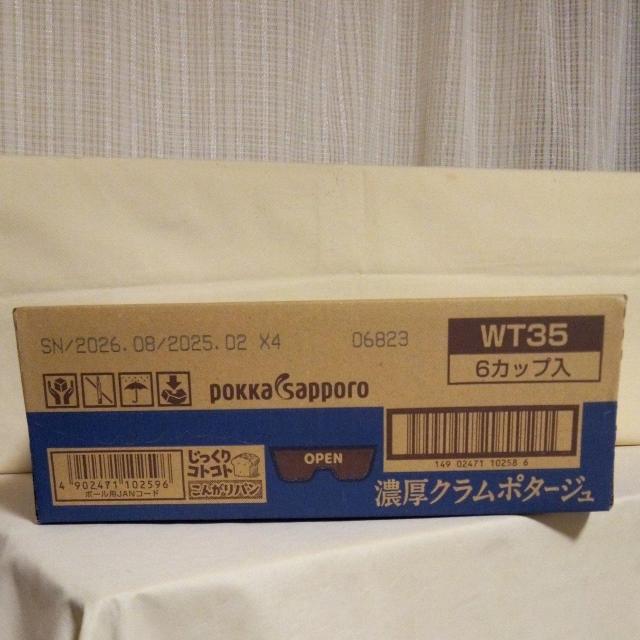 SN/2026.08/2025.02 X4 06823
WT35
6カップ入
pokka sapporo
じっくり
コトコト
こんがりパン
OPEN
4 902471 102596
ボール用JANコード
149 02471 10258 6
濃厚クラムポタージュ